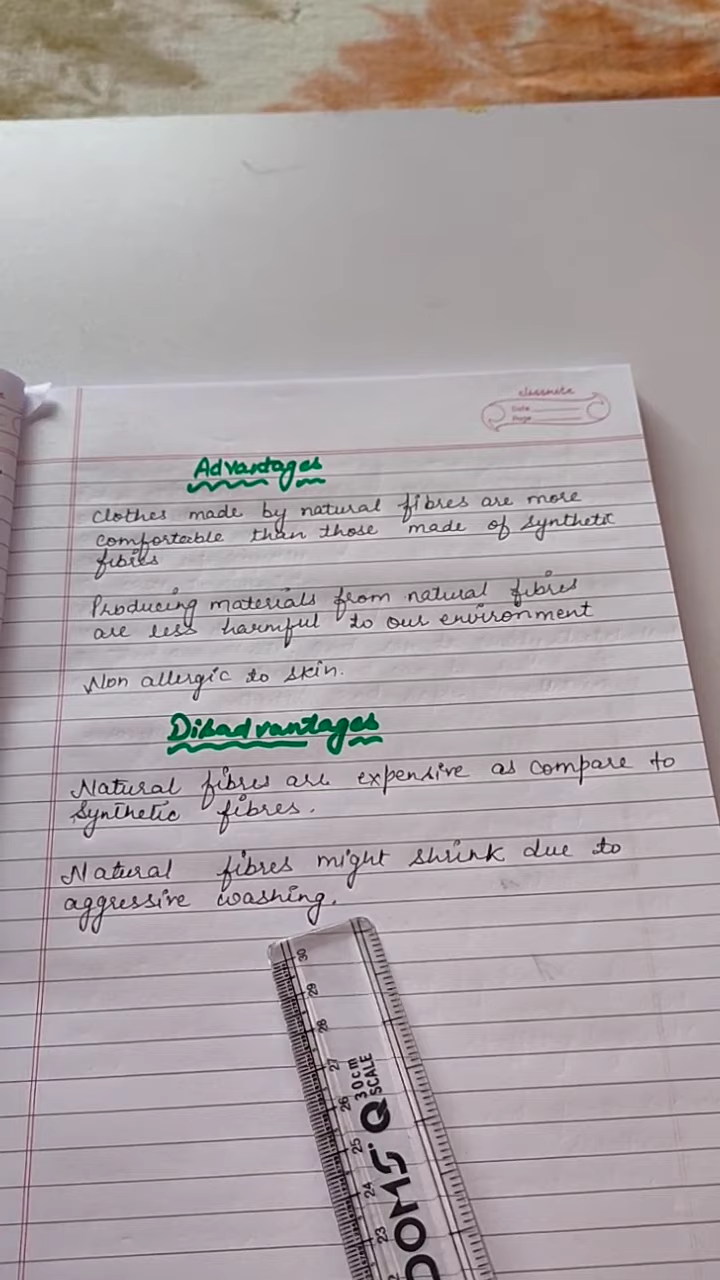 classmate
Date
Page
Advantages
Clothes made by natural fibres are more
comfortable than those made of synthetic
fibres
Producing materials from natural fibres
are less harmful to our environment
Non allergic to skin.
Disadvantages
Natural fibres are expensive as compare to
synthetic fibres.
Natural fibres might shrink due to
aggressive washing.
30
29
28
27
26
25
24
23
30cm
SCALE
DOMS Q